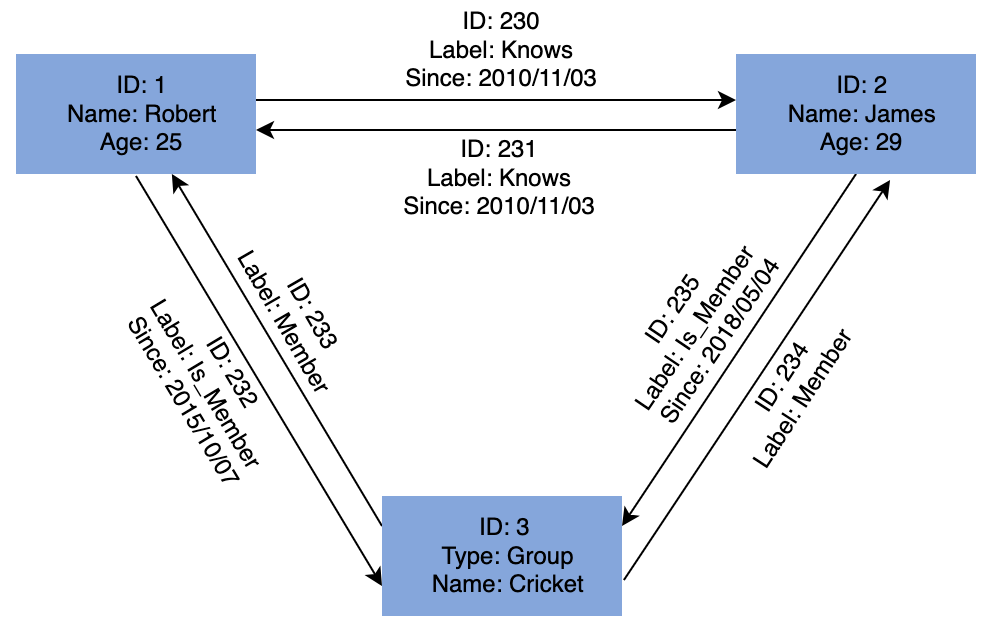 ID: 230
Label: Knows
Since: 2010/11/03
ID: 1
Name: Robert
Age: 25
ID: 2
Name: James
Age: 29
ID: 231
Label: Knows
Since: 2010/11/03
ID: 233
Label: Member
ID: 232
Label: Is_Member
Since: 2015/10/07
ID: 235
Label: Is_Member
Since: 2018/05/04
ID: 234
Label: Member
ID: 3
Type: Group
Name: Cricket